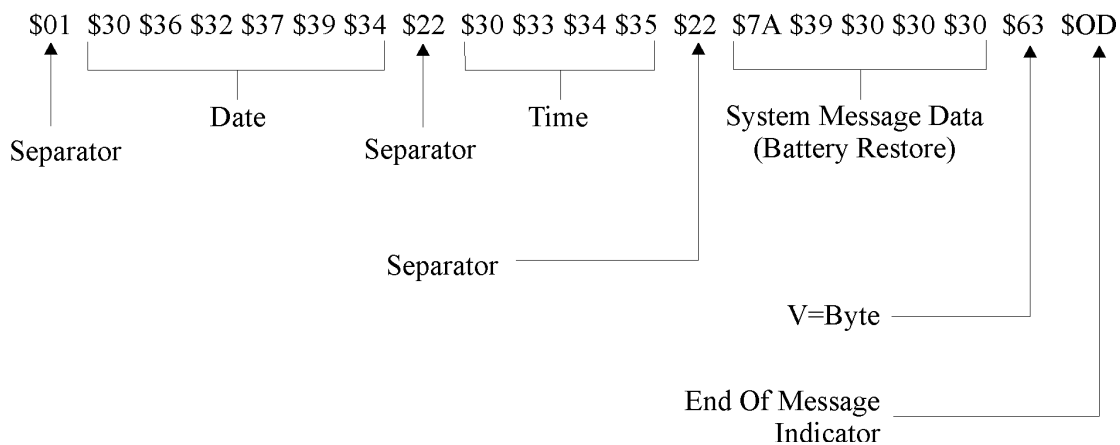 $01 $30 $36 $32 $37 $39 $34 $22 $30 $33 $34 $35 $22 $7A $39 $30 $30 $30 $63 $OD
Date
Time
System Message Data
(Battery Restore)
Separator
Separator
Separator
V=Byte
End Of Message
Indicator